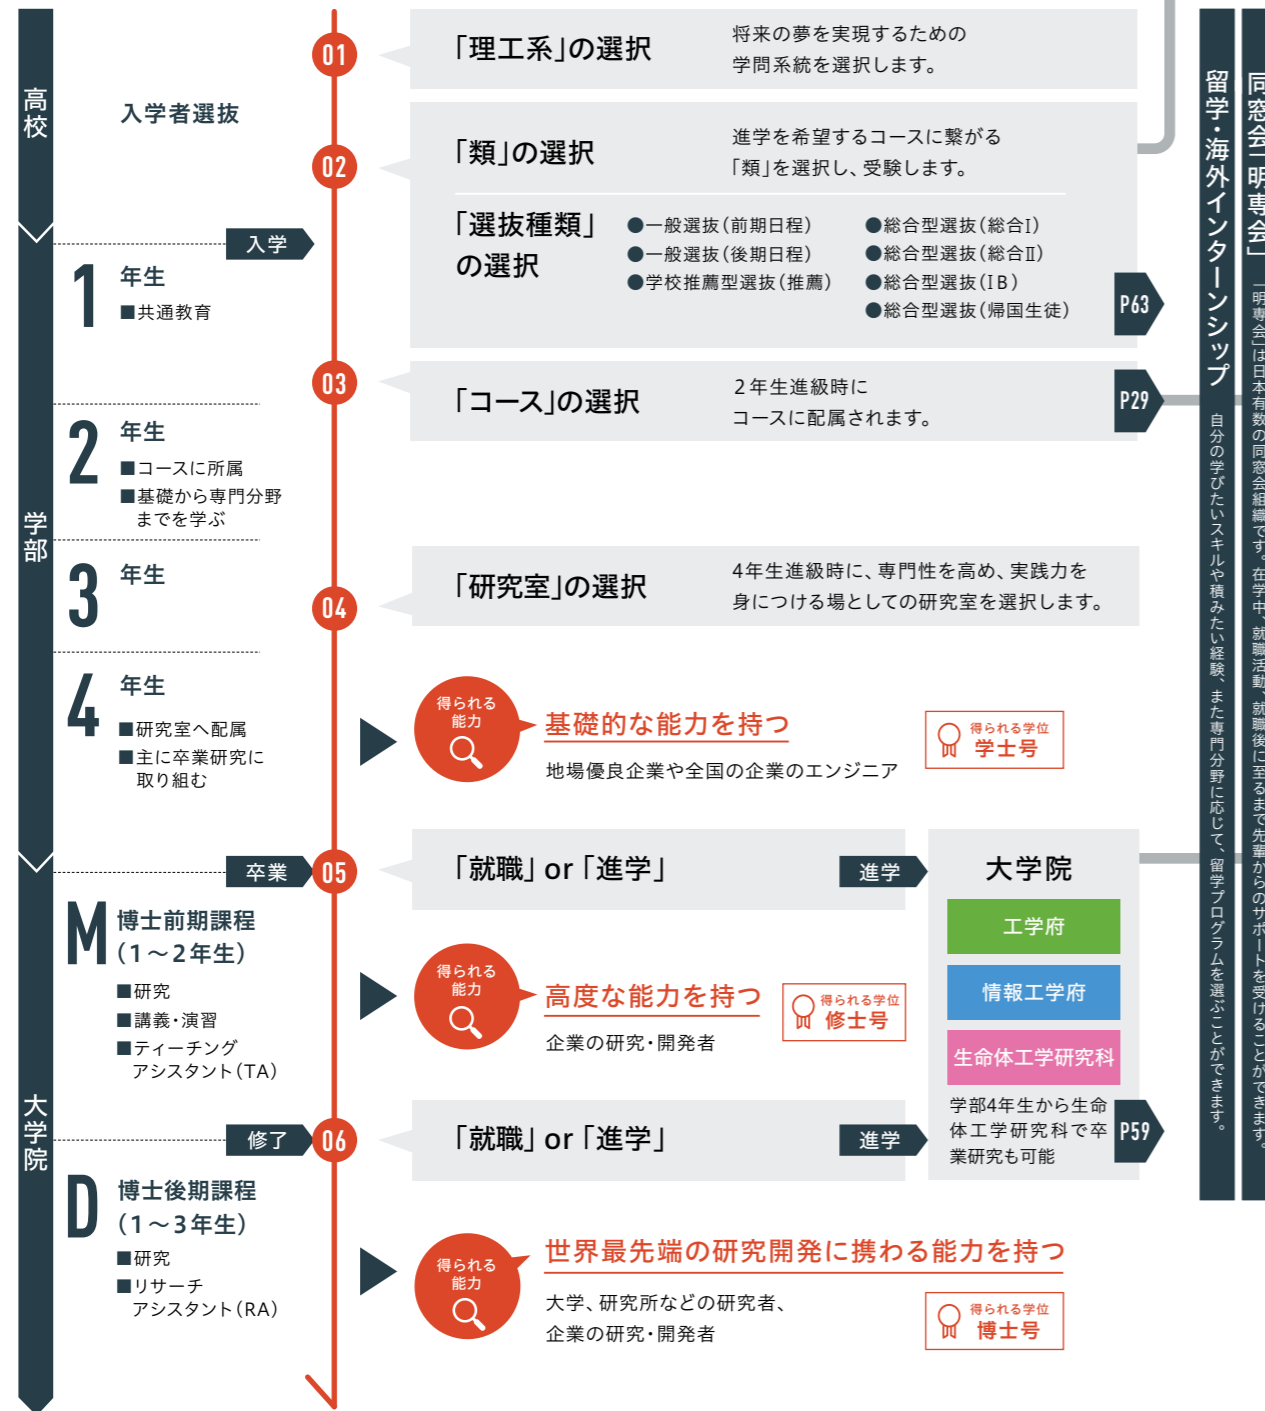 高校
入学者選抜
01
「理工系」の選択
将来の夢を実現するための
学問系統を選択します。
02
「類」の選択
進学を希望するコースに繋がる
「類」を選択し、受験します。
「選抜種類」
の選択
●一般選抜（前期日程）
●一般選抜（後期日程）
●学校推薦型選抜（推薦）
●総合型選抜（総合Ⅰ）
●総合型選抜（総合Ⅱ）
●総合型選抜（IB）
●総合型選抜（帰国生徒）
P63
入学
学部
1年生
■共通教育
03
「コース」の選択
2年生進級時に
コースに配属されます。
P29
2年生
■コースに所属
■基礎から専門分野
までを学ぶ
3年生
04
「研究室」の選択
4年生進級時に、専門性を高め、実践力を
身につける場としての研究室を選択します。
4年生
■研究室へ配属
■主に卒業研究に
取り組む
得られる
能力
基礎的な能力を持つ
地場優良企業や全国の企業のエンジニア
得られる学位
学士号
卒業
05
「就職」or「進学」
進学
大学院
工学府
情報工学府
生命体工学研究科
学部4年生から生命
体工学研究科で卒
業研究も可能
P59
大学院
M 博士前期課程
（1～2年生）
■研究
■講義・演習
■ティーチング
アシスタント（TA）
得られる
能力
高度な能力を持つ
企業の研究・開発者
得られる学位
修士号
修了
06
「就職」or「進学」
進学
D 博士後期課程
（1～3年生）
■研究
■リサーチ
アシスタント（RA）
得られる
能力
世界最先端の研究開発に携わる能力を持つ
大学、研究所などの研究者、
企業の研究・開発者
得られる学位
博士号
同窓会「明専会」
「明専会」は日本有数の同窓会組織です。在学中、就職活動、就職後に至るまで先輩からのサポートを受けることができます。
留学・海外インターンシップ
自分の学びたいスキルや積みたい経験、また専門分野に応じて、留学プログラムを選ぶことができます。